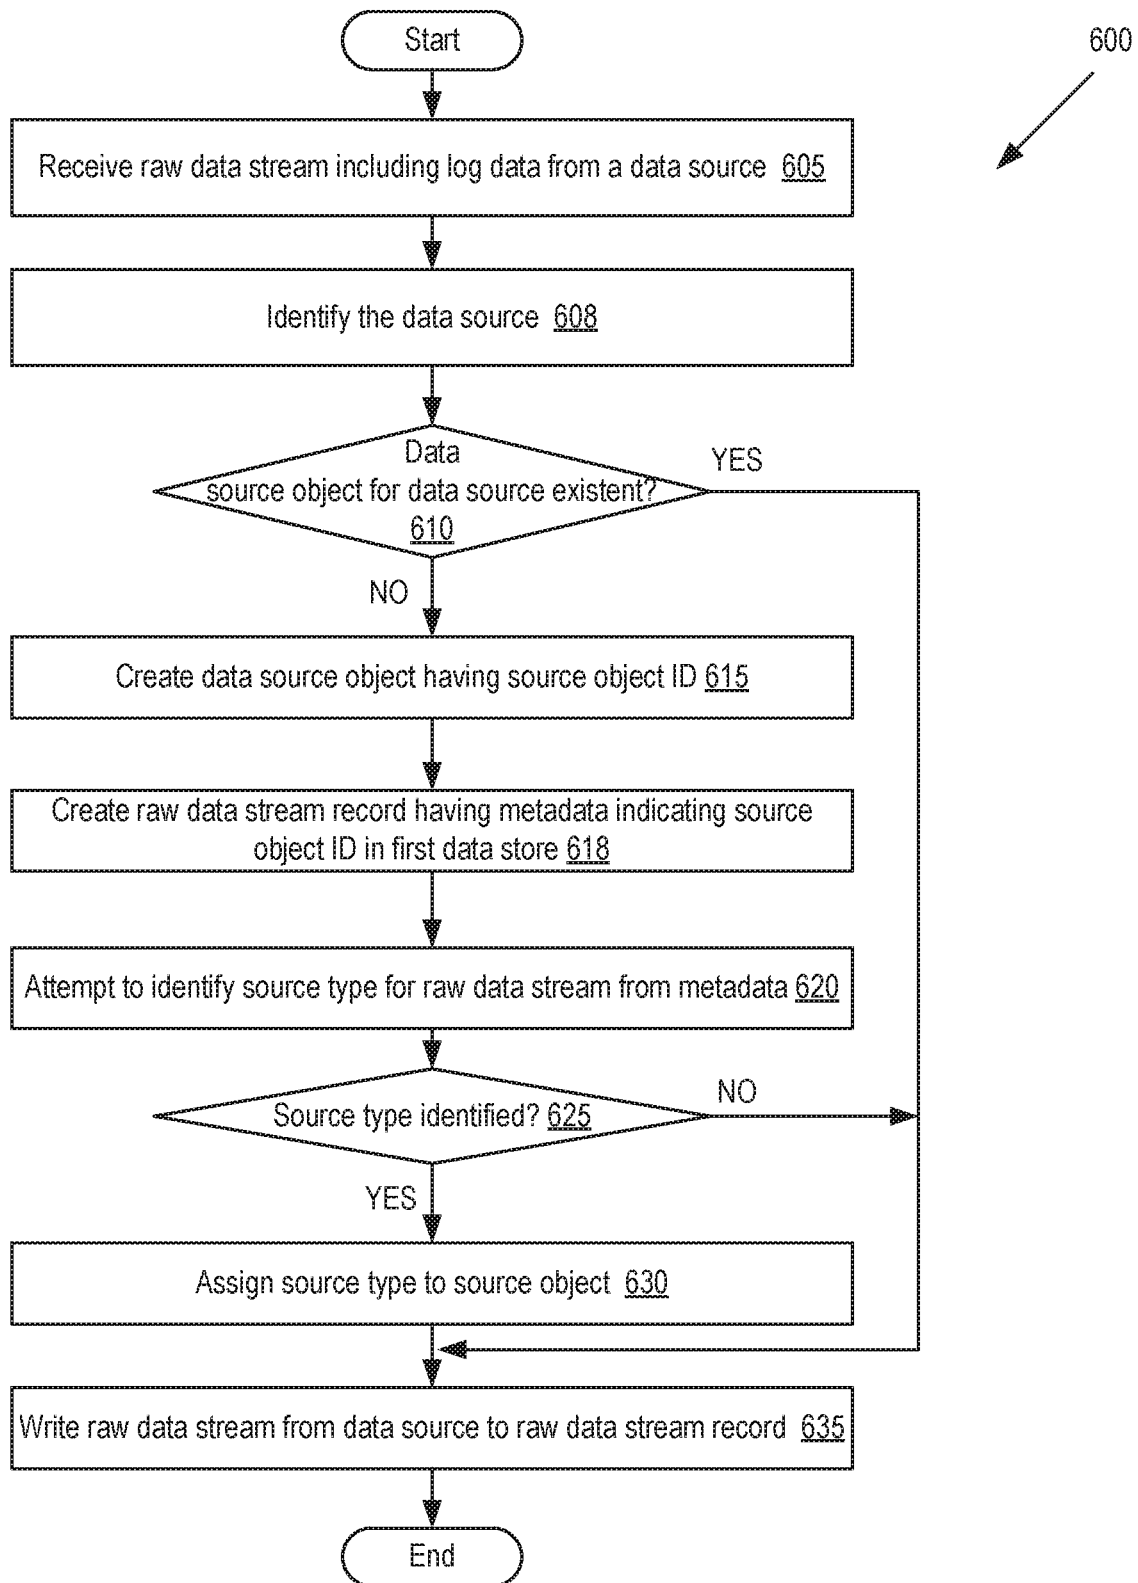 Start
600
Receive raw data stream including log data from a data source 605
Identify the data source 608
Data
source object for data source existent?
610
YES
NO
Create data source object having source object ID 615
Create raw data stream record having metadata indicating source
object ID in first data store 618
Attempt to identify source type for raw data stream from metadata 620
Source type identified? 625
NO
YES
Assign source type to source object 630
Write raw data stream from data source to raw data stream record 635
End